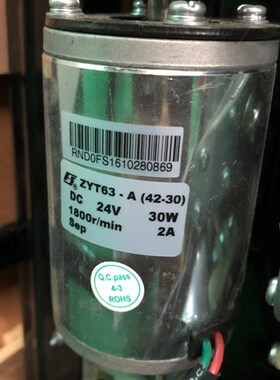 RND0FS1610280869
ZYT63 - A (42-30)
DC 24V 30W
1800r/min 2A
Sep
Q.C.pass
4-3
ROHS